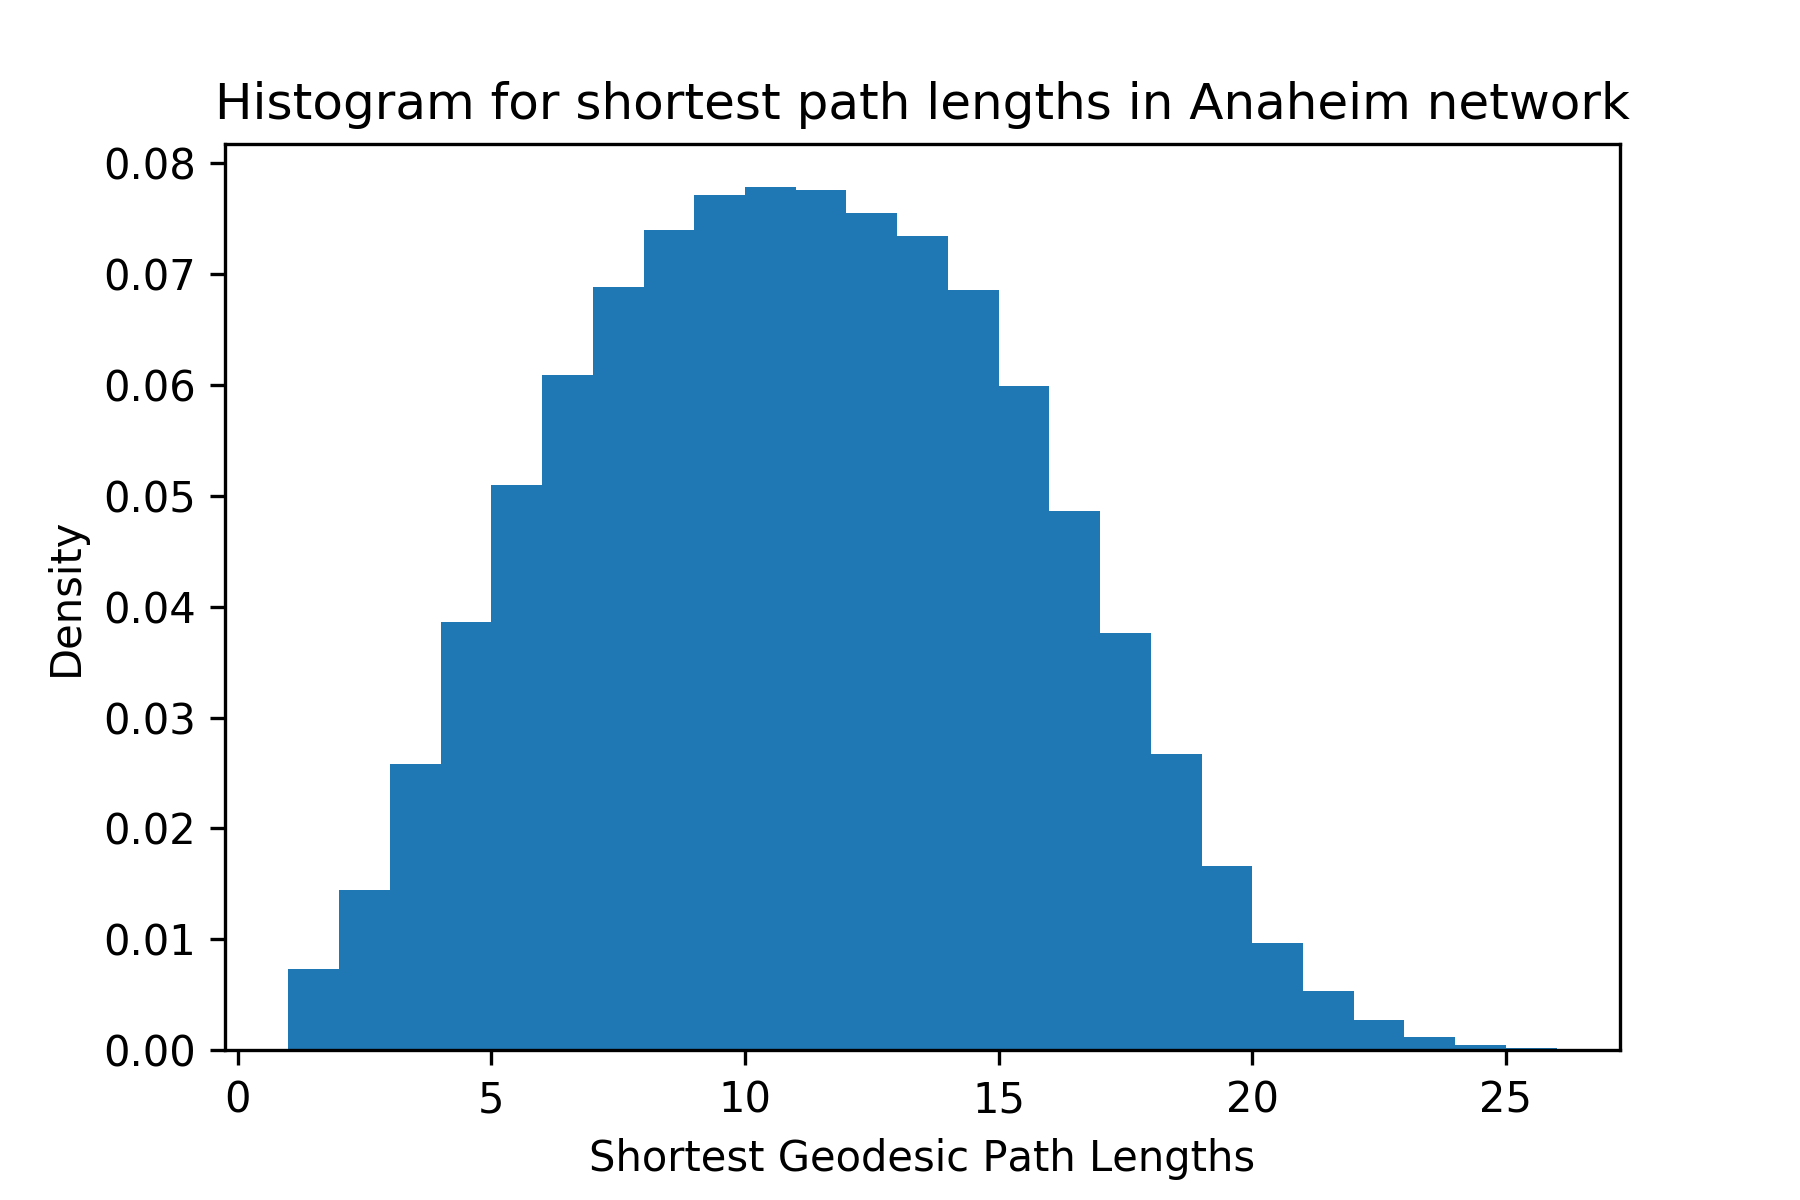 Histogram for shortest path lengths in Anaheim network
0.08
0.07
0.06
0.05
0.04
0.03
0.02
0.01
0.00
Density
0 5 10 15 20 25
Shortest Geodesic Path Lengths